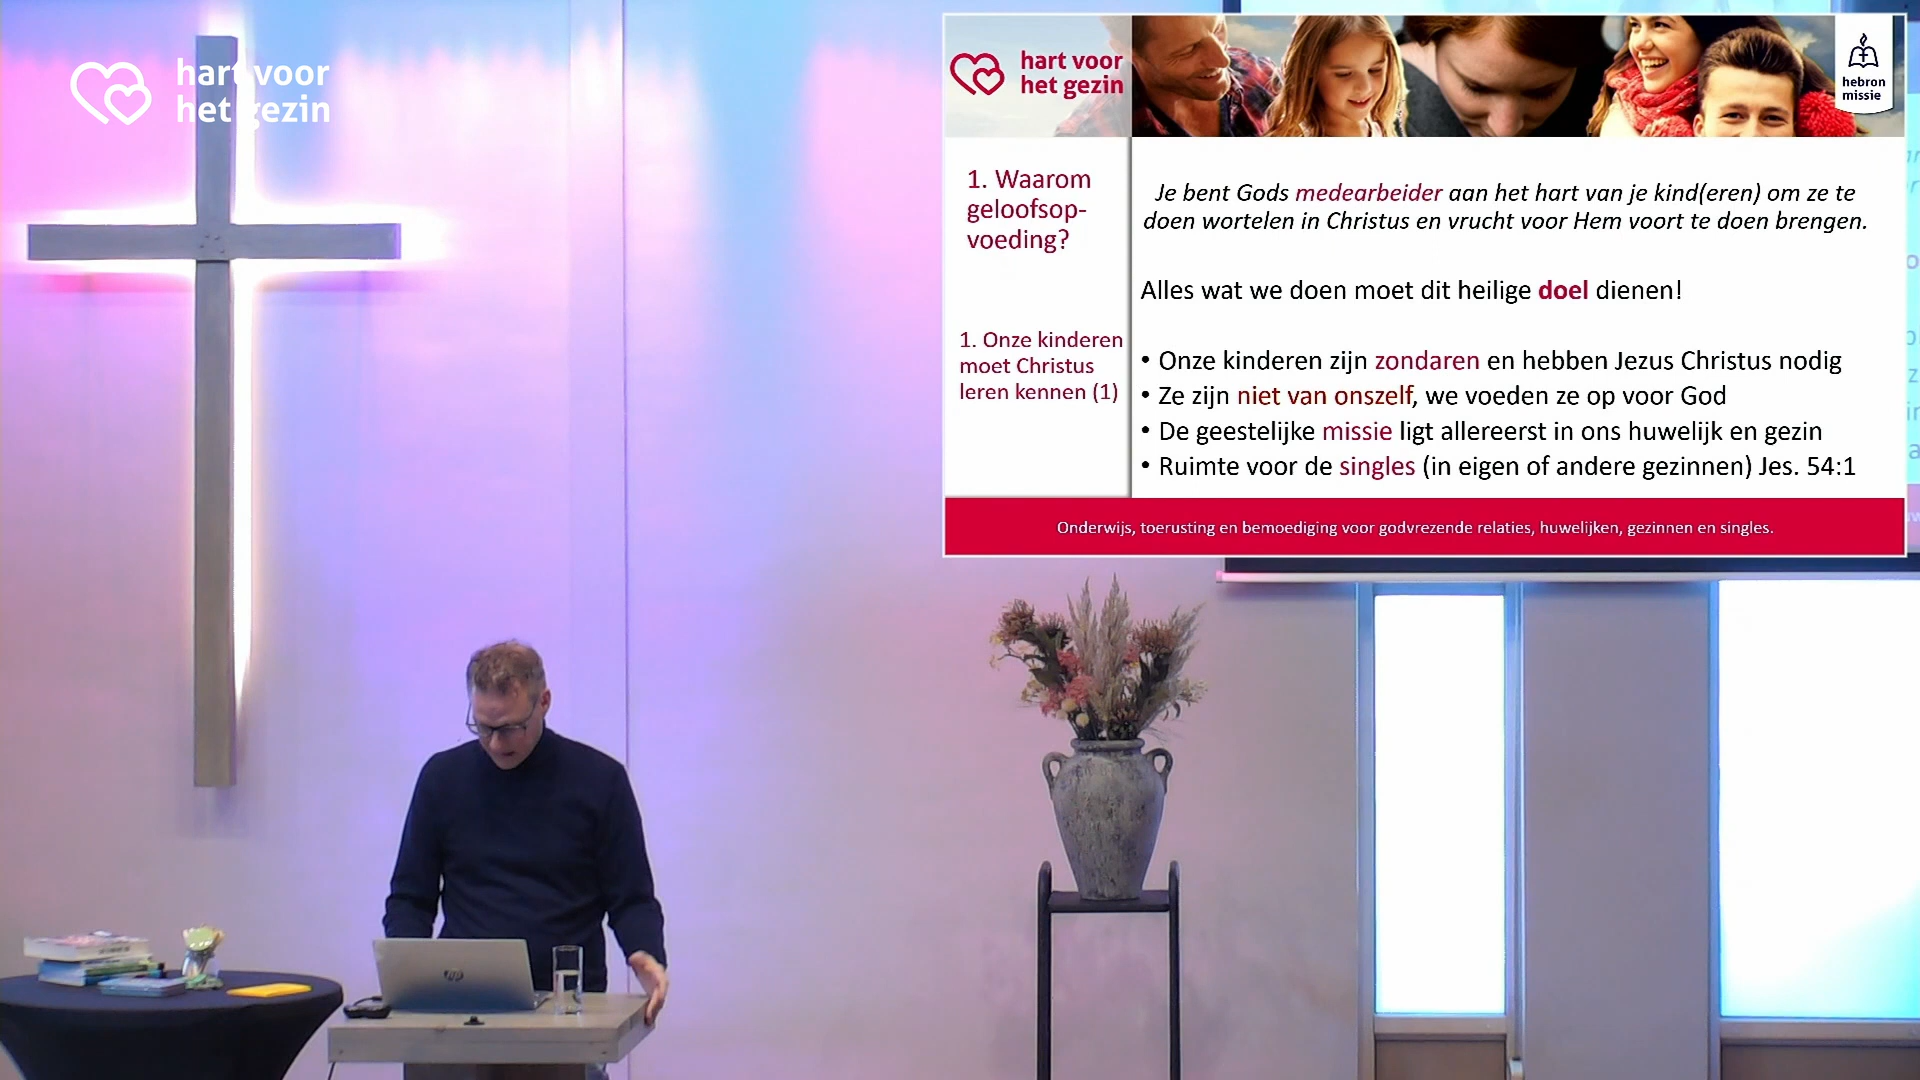 hart voor
het gezin
hart voor
het gezin
hebron
missie
1. Waarom
geloofsop-
voeding?
1. Onze kinderen
moet Christus
leren kennen (1)
Je bent Gods medearbeider aan het hart van je kind(eren) om ze te
doen wortelen in Christus en vrucht voor Hem voort te doen brengen.
Alles wat we doen moet dit heilige doel dienen!
• Onze kinderen zijn zondaren en hebben Jezus Christus nodig
• Ze zijn niet van onszelf, we voeden ze op voor God
• De geestelijke missie ligt allereerst in ons huwelijk en gezin
• Ruimte voor de singles (in eigen of andere gezinnen) Jes. 54:1
Onderwijs, toerusting en bemoediging voor godvrezende relaties, huwelijken, gezinnen en singles.
hp